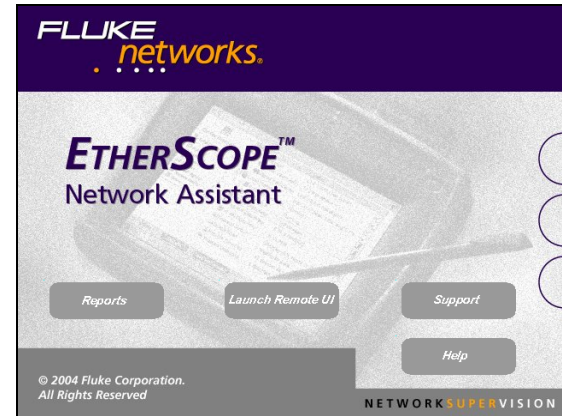 FLUKE
networks®
ETHERSCOPE™
Network Assistant
Reports
Launch Remote UI
Support
Help
© 2004 Fluke Corporation.
All Rights Reserved
NETWORKSUPERVISION